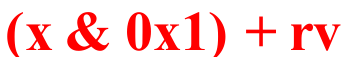 (x & 0x1) + rv